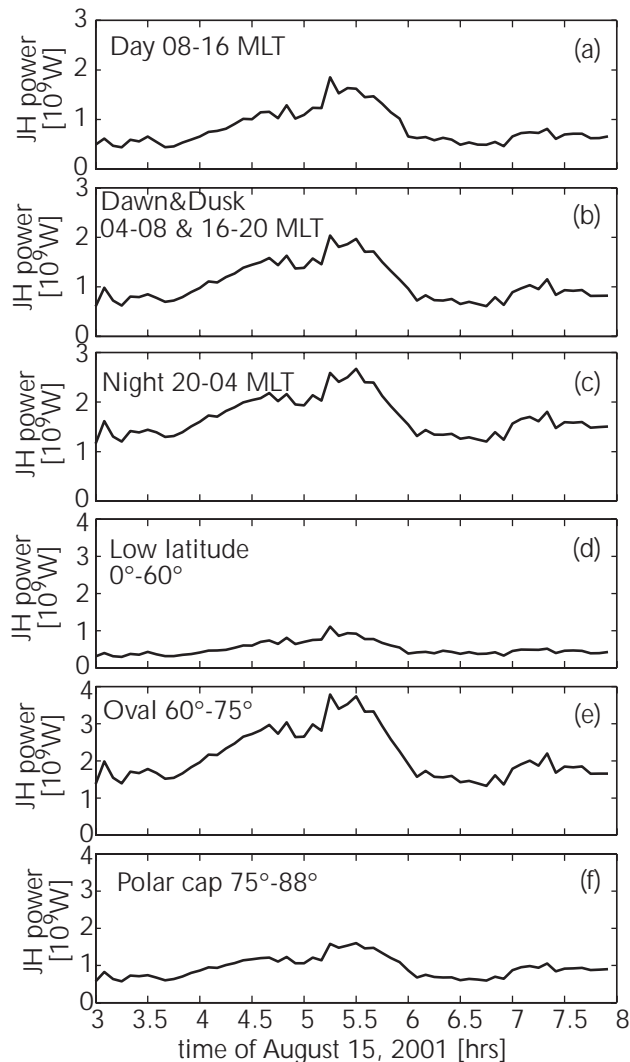 3
2
1
0
JH power
[10⁹W]
Day 08-16 MLT
(a)
3
2
1
0
JH power
[10⁹W]
Dawn&Dusk
04-08 & 16-20 MLT
(b)
3
2
1
0
JH power
[10⁹W]
Night 20-04 MLT
(c)
4
3
2
1
0
JH power
[10⁹W]
Low latitude
0°-60°
(d)
4
3
2
1
0
JH power
[10⁹W]
Oval 60°-75°
(e)
4
3
2
1
0
JH power
[10⁹W]
Polar cap 75°-88°
(f)
3 3.5 4 4.5 5 5.5 6 6.5 7 7.5 8
time of August 15, 2001 [hrs]